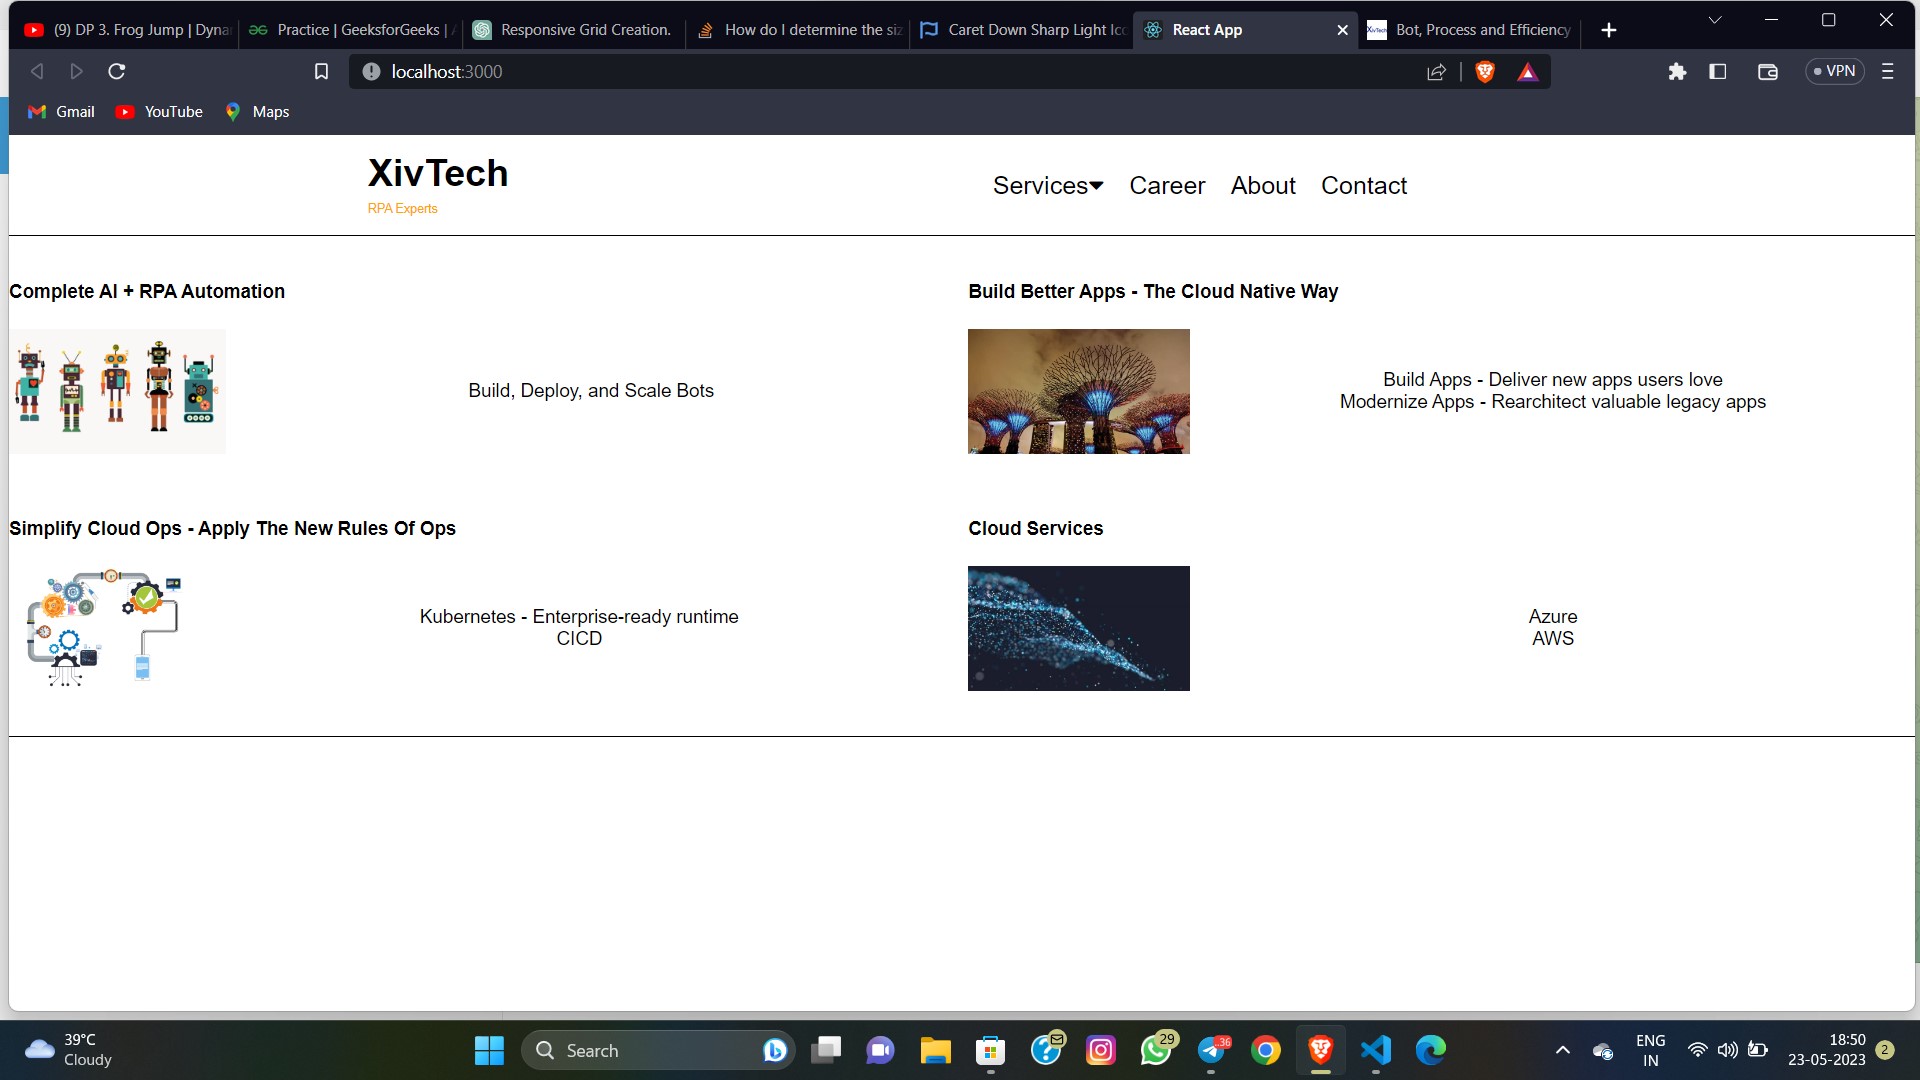 (9) DP 3. Frog Jump | Dyna
Practice | GeeksforGeeks |
Responsive Grid Creation.
How do I determine the siz
Caret Down Sharp Light Ico
React App
XivTech
Bot, Process and Efficiency
localhost:3000
VPN
Gmail
YouTube
Maps
XivTech
RPA Experts
Services
Career
About
Contact
Complete AI + RPA Automation
Build, Deploy, and Scale Bots
Build Better Apps - The Cloud Native Way
Build Apps - Deliver new apps users love
Modernize Apps - Rearchitect valuable legacy apps
Simplify Cloud Ops - Apply The New Rules Of Ops
Kubernetes - Enterprise-ready runtime
CICD
Cloud Services
Azure
AWS
39°C
Cloudy
Search
29
36
ENG
IN
18:50
23-05-2023
2